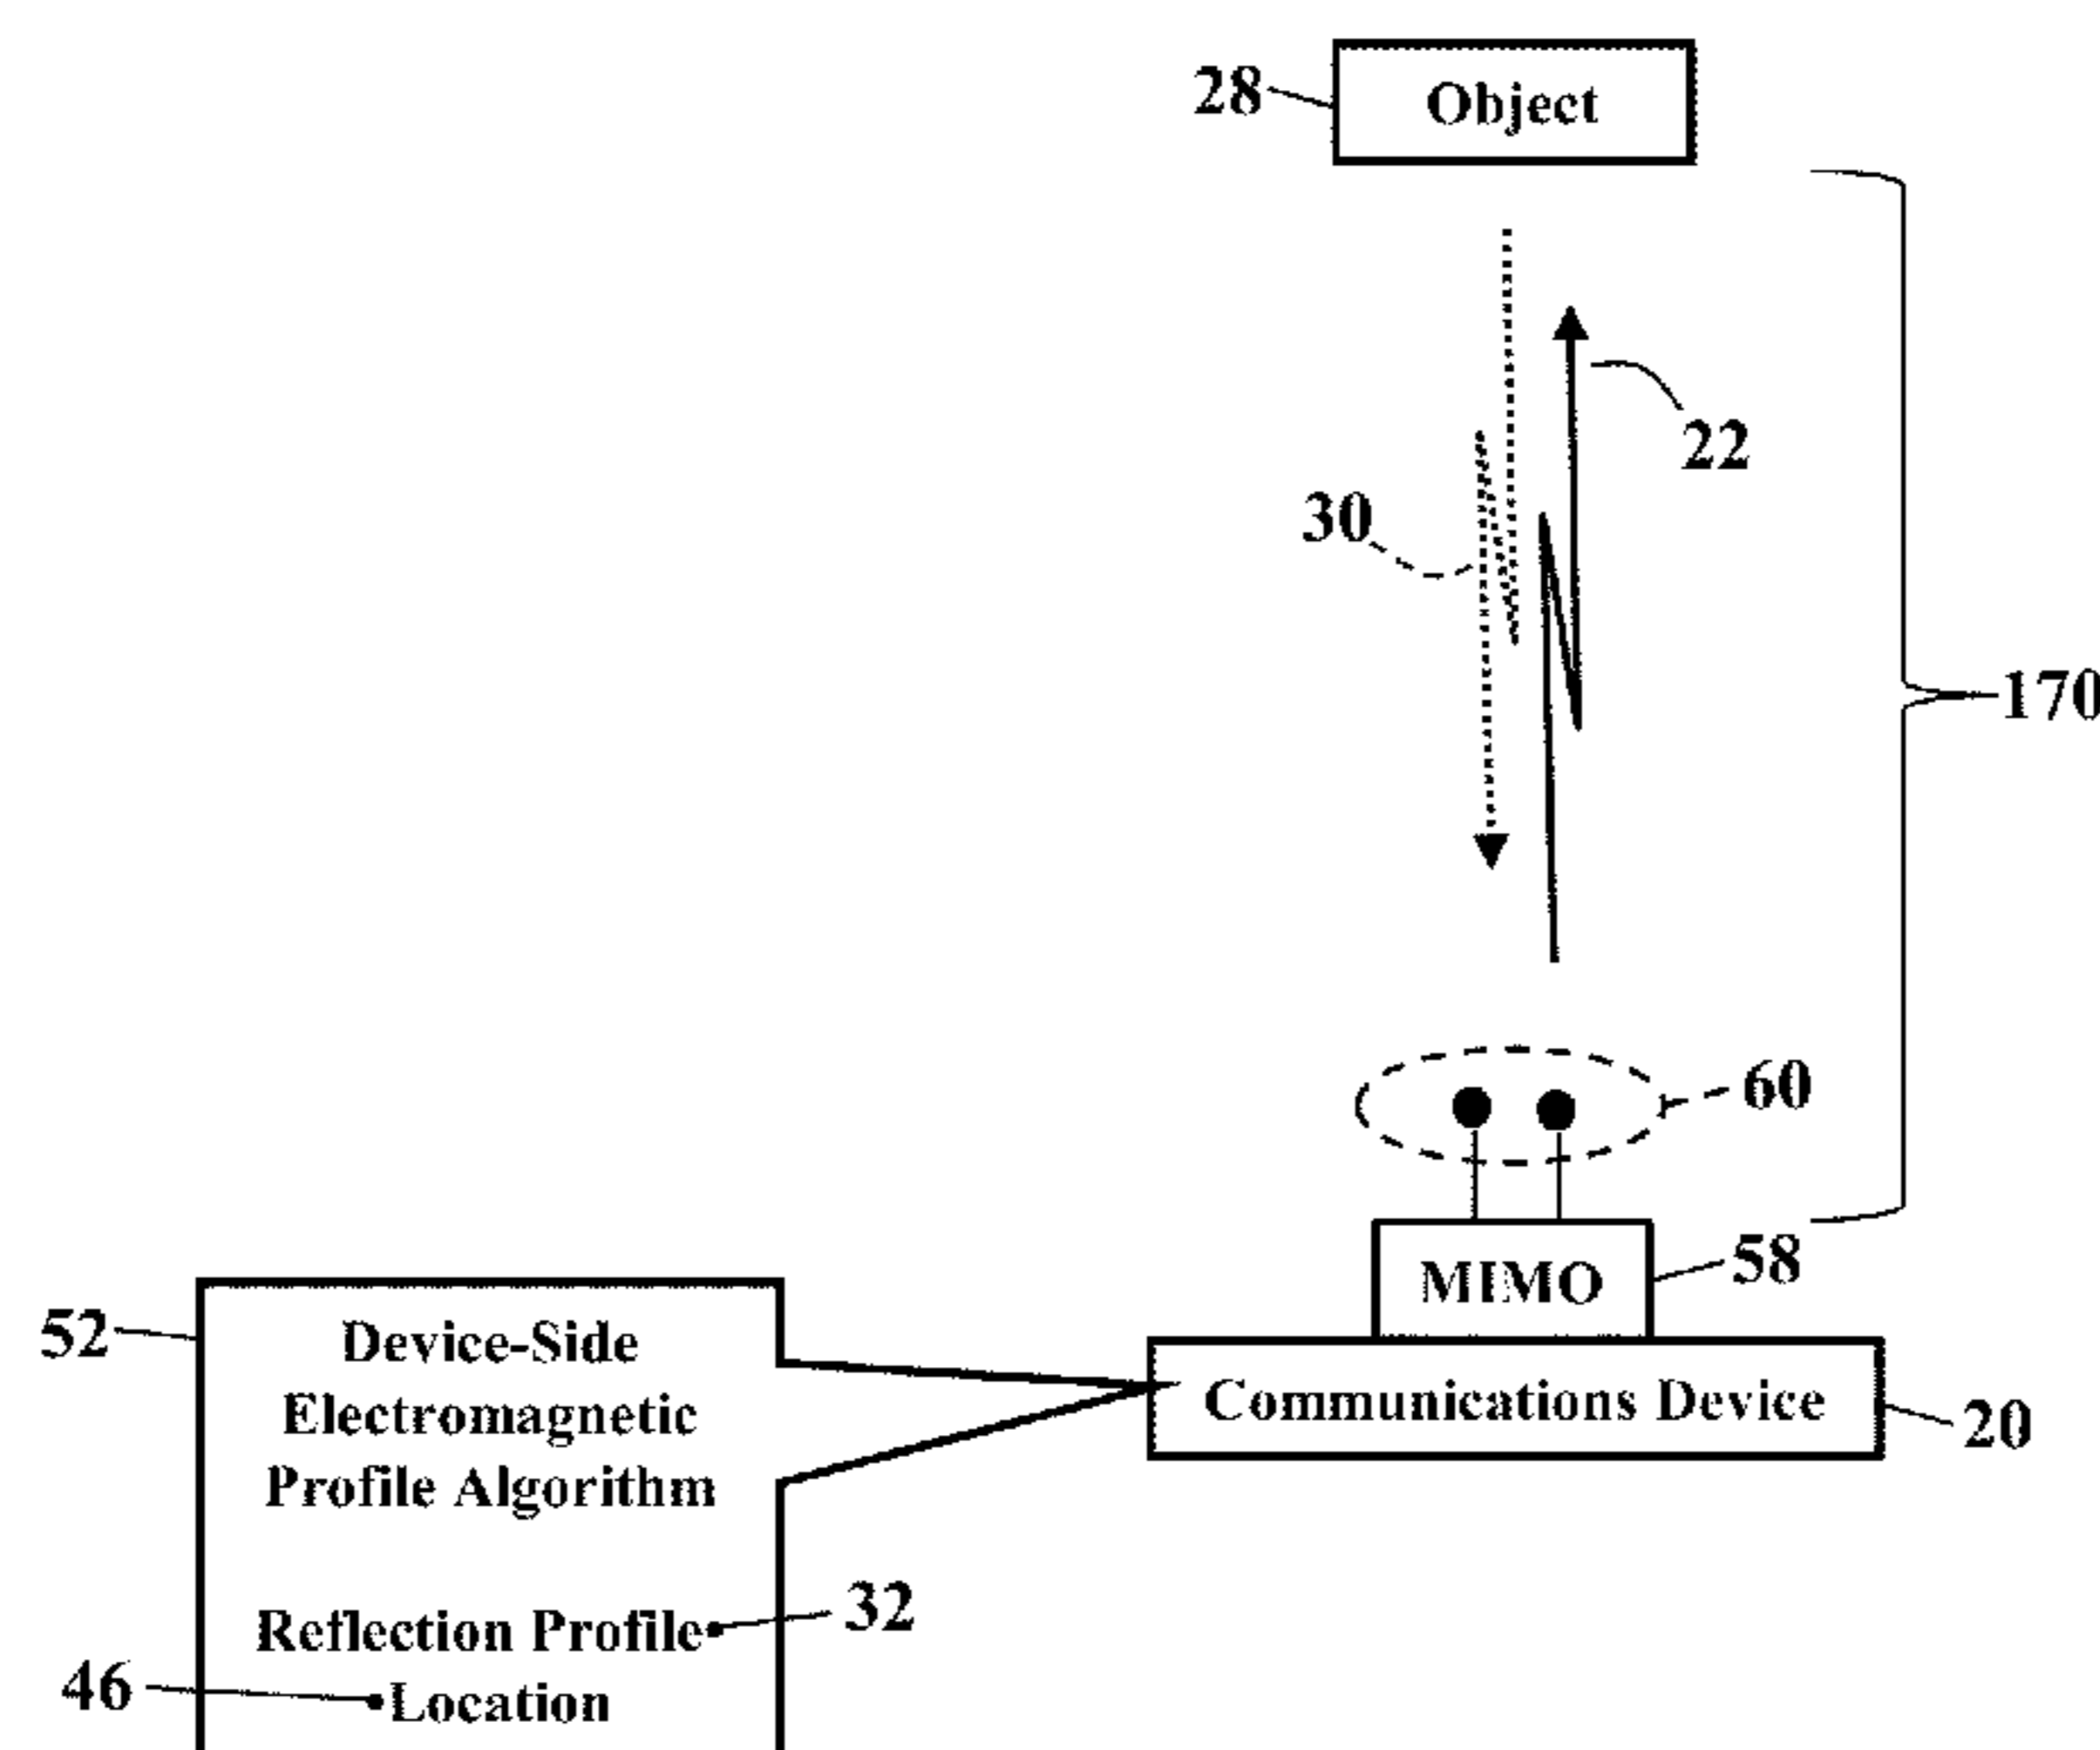 28
Object
22
30
170
60
MIMO
58
52
Device-Side
Electromagnetic
Profile Algorithm
Communications Device
20
Reflection Profile
32
46
Location